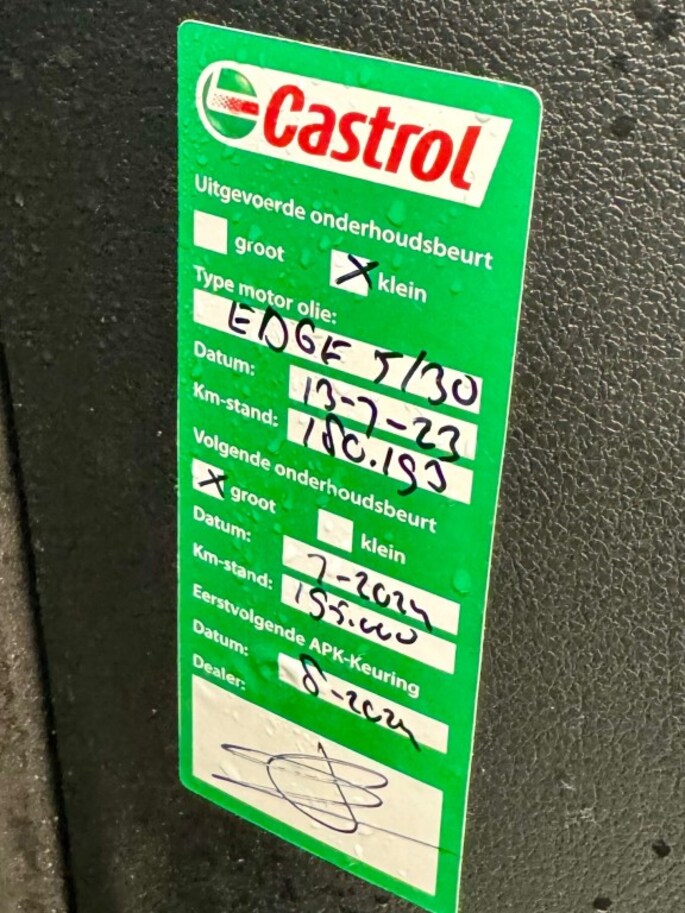 Castrol
Uitgevoerde onderhoudsbeurt
groot X klein
Type motor olie:
EDGE 5/30
Datum: 13-7-23
Km-stand: 180.193
Volgende onderhoudsbeurt
X groot klein
Datum: 7-2024
Km-stand: 195.000
Eerstvolgende APK-Keuring
Datum: 8-2024
Dealer: